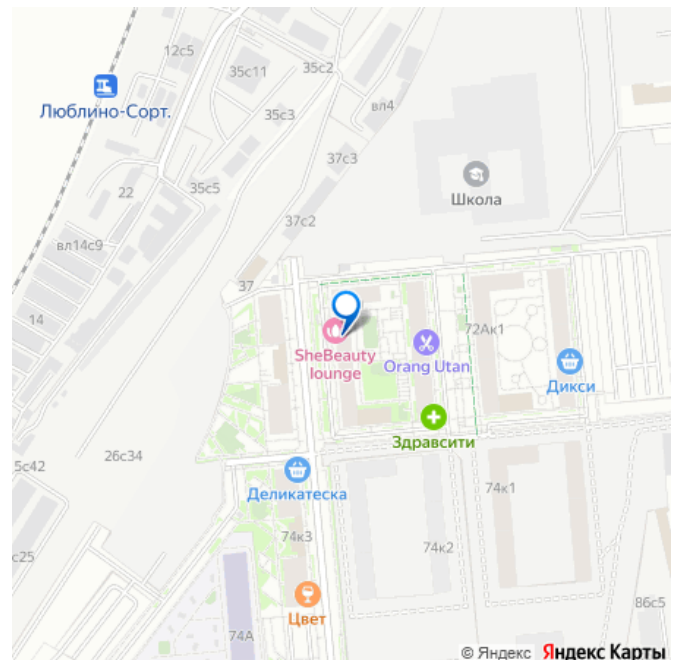 12с5
35с11
35с2
Люблино-Сорт.
35с3
вл4
37с3
35с5
22
Школа
37с2
вл14с9
37
14
72Ак1
SheBeauty
lounge
Orang Utan
Дикси
Здравсити
5с42
26с34
Деликатеска
74к1
74к3
74к2
с25
Цвет
86с5
74А
© Яндекс Яндекс Карты